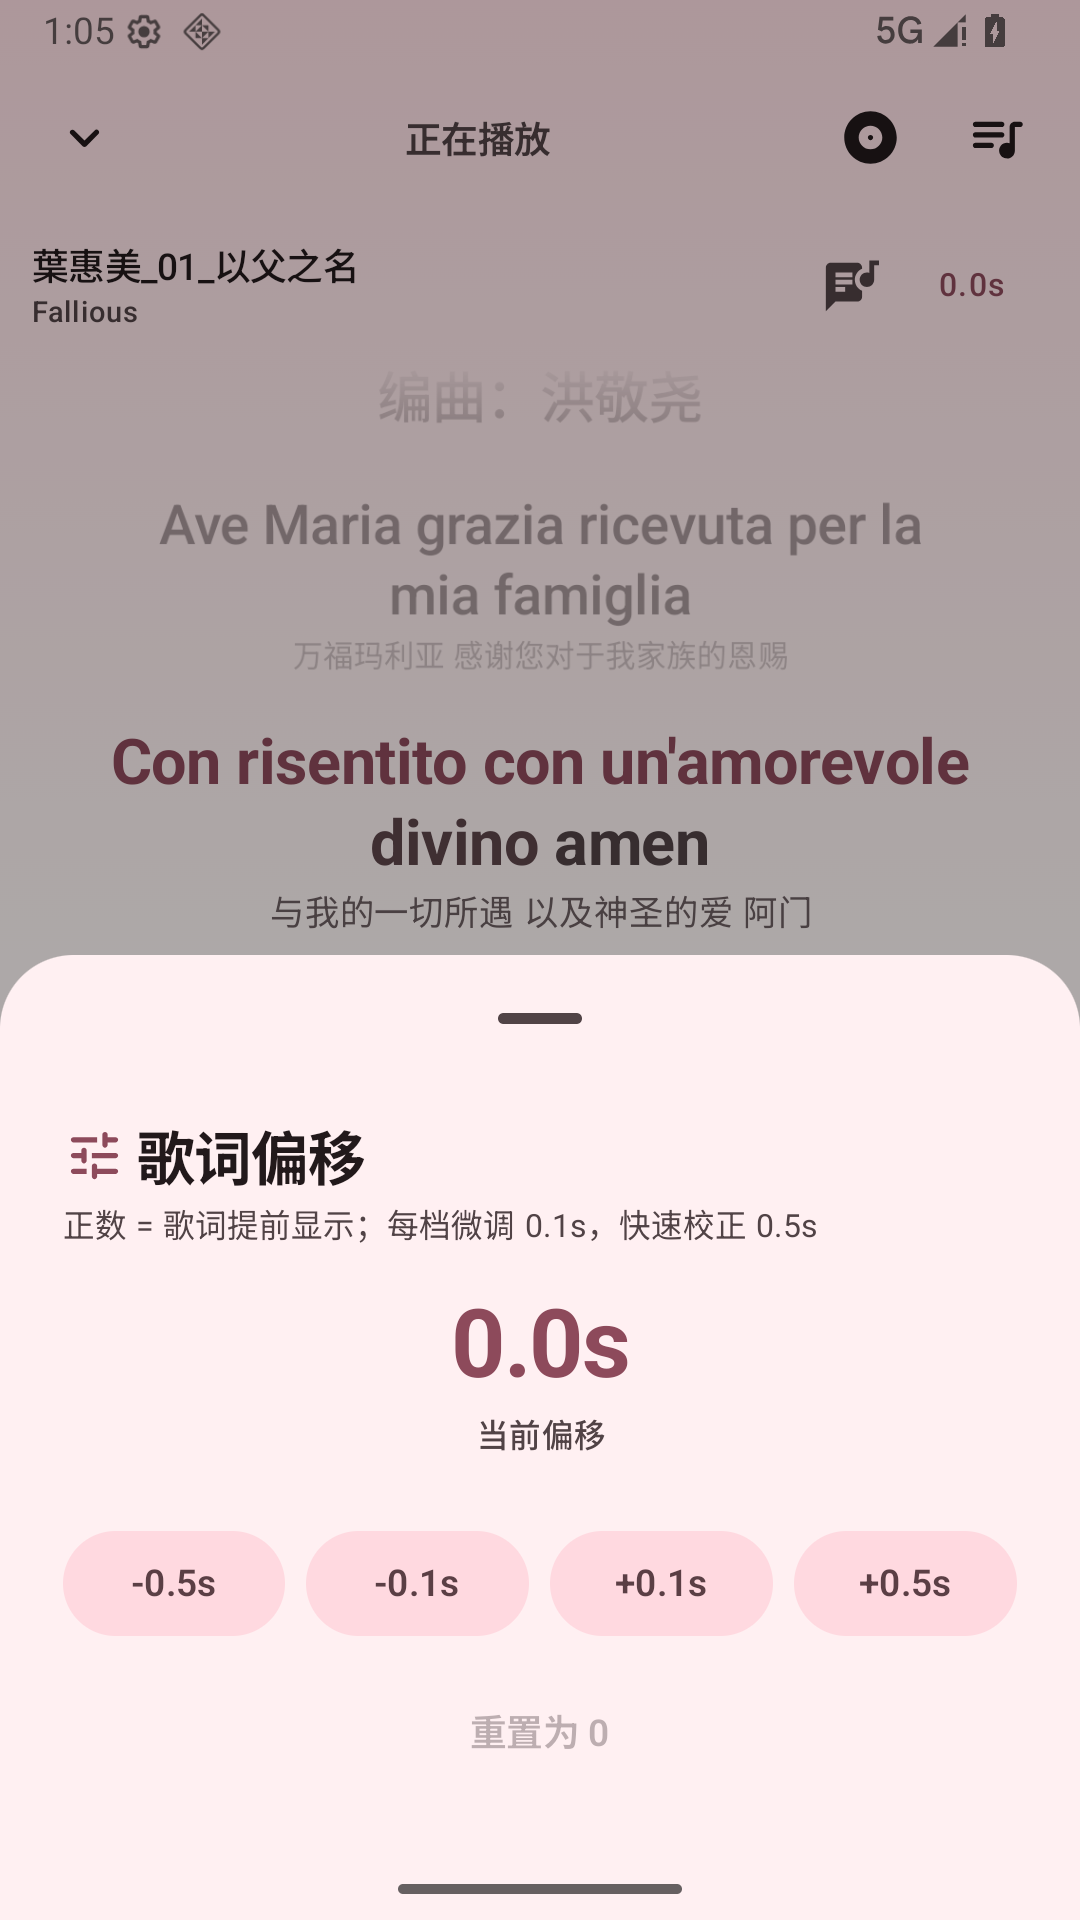 1:05
5G
正在播放
葉惠美_01_以父之名
Fallious
0.0s
编曲：洪敬尧
Ave Maria grazia ricevuta per la
mia famiglia
万福玛利亚 感谢您对于我家族的恩赐
Con risentito con un'amorevole
divino amen
与我的一切所遇 以及神圣的爱 阿门
歌词偏移
正数 = 歌词提前显示；每档微调 0.1s，快速校正 0.5s
0.0s
当前偏移
-0.5s
-0.1s
+0.1s
+0.5s
重置为 0